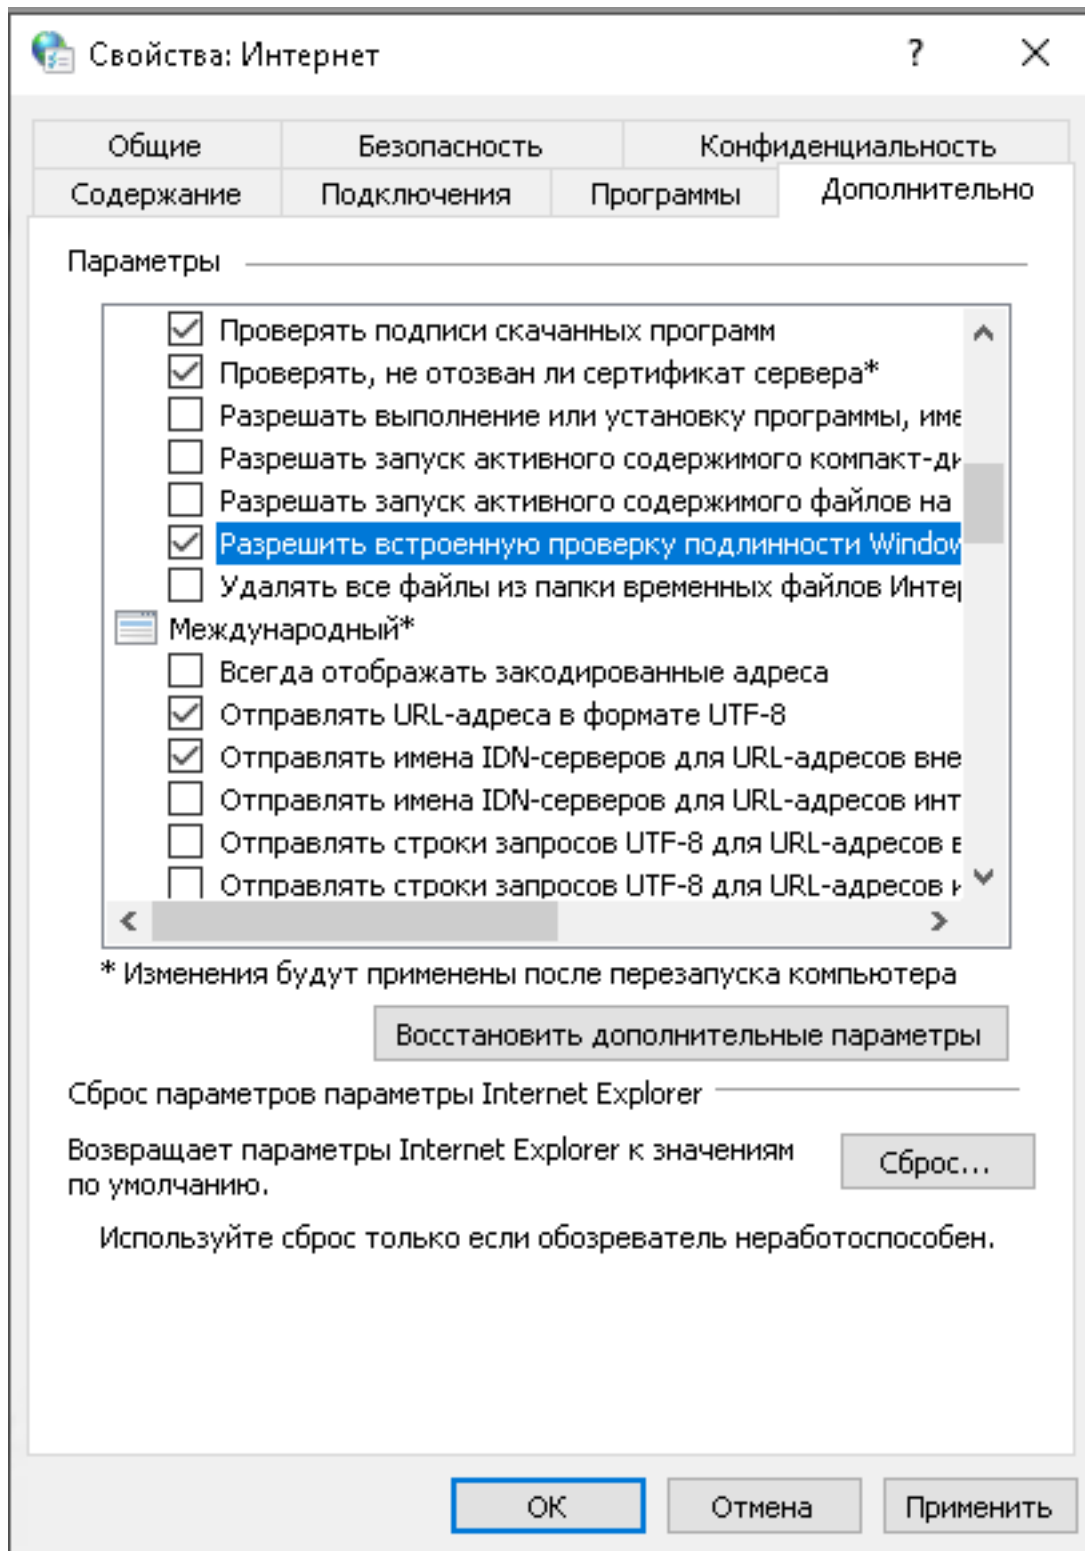 Свойства: Интернет
?
Общие
Безопасность
Конфиденциальность
Содержание
Подключения
Программы
Дополнительно
Параметры
Проверять подписи скачанных программ
Проверять, не отозван ли сертификат сервера*
Разрешать выполнение или установку программы, име
Разрешать запуск активного содержимого компакт-ди
Разрешать запуск активного содержимого файлов на
Разрешить встроенную проверку подлинности Window
Удалять все файлы из папки временных файлов Интер
Международный*
Всегда отображать закодированные адреса
Отправлять URL-адреса в формате UTF-8
Отправлять имена IDN-серверов для URL-адресов вне
Отправлять имена IDN-серверов для URL-адресов инт
Отправлять строки запросов UTF-8 для URL-адресов в
Отправлять строки запросов UTF-8 для URL-адресов и
* Изменения будут применены после перезапуска компьютера
Восстановить дополнительные параметры
Сброс параметров параметры Internet Explorer
Возвращает параметры Internet Explorer к значениям
по умолчанию.
Сброс...
Используйте сброс только если обозреватель неработоспособен.
ОК
Отмена
Применить